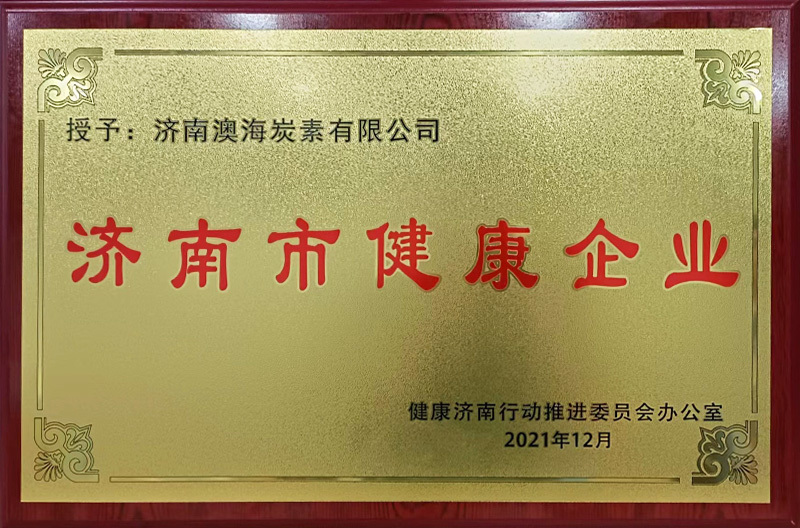 授予：济南澳海炭素有限公司
济南市健康企业
健康济南行动推进委员会办公室
2021年12月